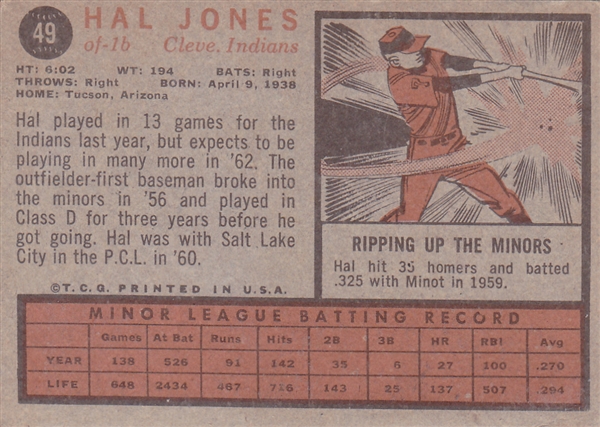 49
HAL JONES
of-1b Cleve. Indians
HT: 6:02 WT: 194 BATS: Right
THROWS: Right BORN: April 9, 1938
HOME: Tucson, Arizona
Hal played in 13 games for the
Indians last year, but expects to be
playing in many more in '62. The
outfielder-first baseman broke into
the minors in '56 and played in
Class D for three years before he
got going. Hal was with Salt Lake
City in the P.C.L. in '60.
©T.C.G. PRINTED IN U.S.A.
RIPPING UP THE MINORS
Hal hit 35 homers and batted
.325 with Minot in 1959.
MINOR LEAGUE BATTING RECORD
Games At Bat Runs Hits 2B 3B HR RBI Avg
YEAR 138 526 91 142 35 6 27 100 .270
LIFE 648 2434 487 716 143 25 137 507 .294